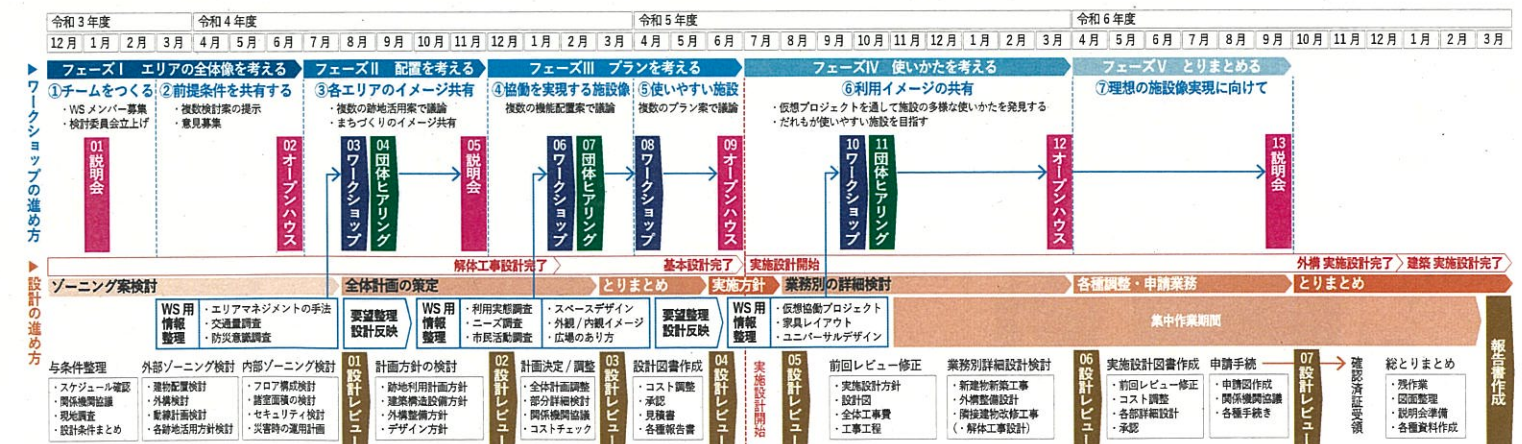 令和3年度
令和4年度
令和5年度
令和6年度
12月 1月 2月 3月 4月 5月 6月 7月 8月 9月 10月 11月 12月 1月 2月 3月 4月 5月 6月 7月 8月 9月 10月 11月 12月 1月 2月 3月 4月 5月 6月 7月 8月 9月 10月 11月 12月 1月 2月 3月
▶ワークショップの進め方
フェーズⅠ エリアの全体像を考える
フェーズⅡ 配置を考える
フェーズⅢ プランを考える
フェーズⅣ 使いかたを考える
フェーズⅤ とりまとめる
①チームをつくる
・WSメンバー募集
・検討委員会立上げ
②前提条件を共有する
・複数検討案の提示
・意見募集
③各エリアのイメージ共有
・複数の跡地活用案で議論
・まちづくりのイメージ共有
④協働を実現する施設像
複数の機能配置案で議論
⑤使いやすい施設
複数のプラン案で議論
⑥利用イメージの共有
・仮想プロジェクトを通して施設の多様な使いかたを発見する
・だれもが使いやすい施設を目指す
⑦理想の施設像実現に向けて
01 説明会
02 オープンハウス
03 ワークショップ
04 団体ヒアリング
05 説明会
06 ワークショップ
07 団体ヒアリング
08 ワークショップ
09 オープンハウス
10 ワークショップ
11 団体ヒアリング
12 オープンハウス
13 説明会
▶設計の進め方
解体工事設計完了
基本設計完了
実施設計開始
外構 実施設計完了
建築 実施設計完了
ゾーニング案検討
全体計画の策定
とりまとめ
実施方針
業務別の詳細検討
各種調整・申請業務
とりまとめ
WS用
情報
整理
・エリアマネジメントの手法
・交通量調査
・防災意識調査
要望整理
設計反映
WS用
情報
整理
・利用実態調査
・ニーズ調査
・市民活動調査
・スペースデザイン
・外観/内観イメージ
・広場のあり方
要望整理
設計反映
WS用
情報
整理
・仮想協働プロジェクト
・家具レイアウト
・ユニバーサルデザイン
集中作業期間
与条件整理
・スケジュール確認
・関係機関協議
・現地調査
・設計条件まとめ
外部ゾーニング検討
・建物配置検討
・外構検討
・動線計画検討
・各跡地活用方針検討
内部ゾーニング検討
・フロア構成検討
・諸室面積の検討
・セキュリティ検討
・災害時の運用計画
01 設計レビュー
計画方針の検討
・跡地利用計画方針
・建築構造設備方針
・外構整備方針
・デザイン方針
02 設計レビュー
計画決定/調整
・全体計画調整
・部分詳細検討
・関係機関協議
・コストチェック
03 設計レビュー
設計図書作成
・コスト調整
・承認
・見積書
・各種報告書
04 設計レビュー
実施設計開始
05 設計レビュー
前回レビュー修正
・実施設計方針
・設計図
・全体工事費
・工事工程
業務別詳細設計検討
・新建物新築工事
・外構整備設計
・隣接建物改修工事
（・解体工事設計）
06 設計レビュー
実施設計図書作成
・前回レビュー修正
・コスト調整
・各部詳細設計
・承認
申請手続
・申請図作成
・関係機関協議
・各種手続き
07 設計レビュー
確認済証受領
総とりまとめ
・残作業
・図面整理
・説明会準備
・各種資料作成
報告書作成